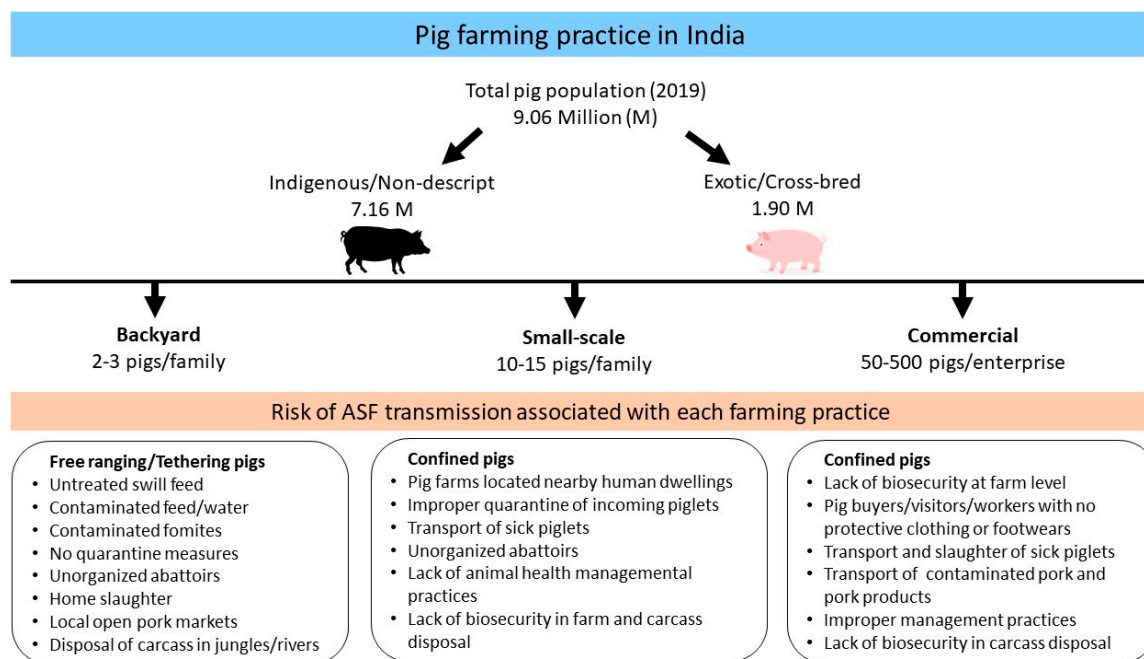 Pig farming practice in India
Total pig population (2019)
9.06 Million (M)
Indigenous/Non-descript
7.16 M
Exotic/Cross-bred
1.90 M
Backyard
2-3 pigs/family
Small-scale
10-15 pigs/family
Commercial
50-500 pigs/enterprise
Risk of ASF transmission associated with each farming practice
Free ranging/Tethering pigs
• Untreated swill feed
• Contaminated feed/water
• Contaminated fomites
• No quarantine measures
• Unorganized abattoirs
• Home slaughter
• Local open pork markets
• Disposal of carcass in jungles/rivers
Confined pigs
• Pig farms located nearby human dwellings
• Improper quarantine of incoming piglets
• Transport of sick piglets
• Unorganized abattoirs
• Lack of animal health managemental
practices
• Lack of biosecurity in farm and carcass
disposal
Confined pigs
• Lack of biosecurity at farm level
• Pig buyers/visitors/workers with no
protective clothing or footwears
• Transport and slaughter of sick piglets
• Transport of contaminated pork and
pork products
• Improper management practices
• Lack of biosecurity in carcass disposal